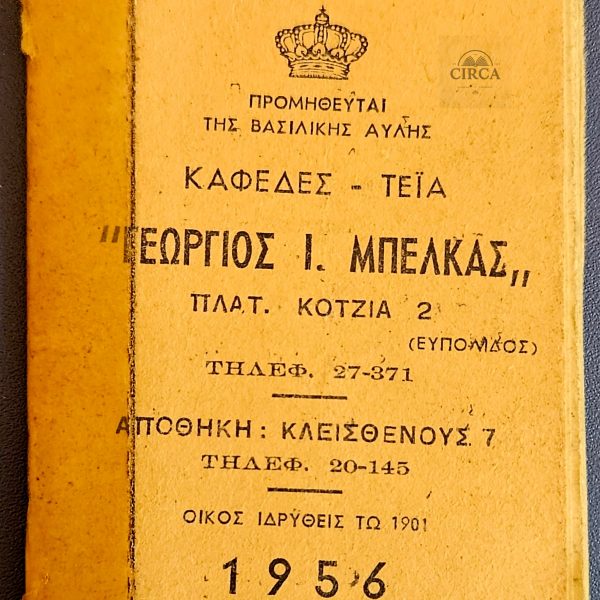 CIRCA
ΠΡΟΜΗΘΕΥΤΑΙ
ΤΗΣ ΒΑΣΙΛΙΚΗΣ ΑΥΛΗΣ
ΚΑΦΕΔΕΣ - ΤΕΪΑ
"ΓΕΩΡΓΙΟΣ Ι. ΜΠΕΛΚΑΣ„
ΠΛΑΤ. ΚΟΤΖΙΑ 2
(ΕΥΠΟΛΙΔΟΣ)
ΤΗΛΕΦ. 27-371
ΑΠΟΘΗΚΗ: ΚΛΕΙΣΘΕΝΟΥΣ 7
ΤΗΛΕΦ. 20-145
ΟΙΚΟΣ ΙΔΡΥΘΕΙΣ ΤΩ 1901
1956